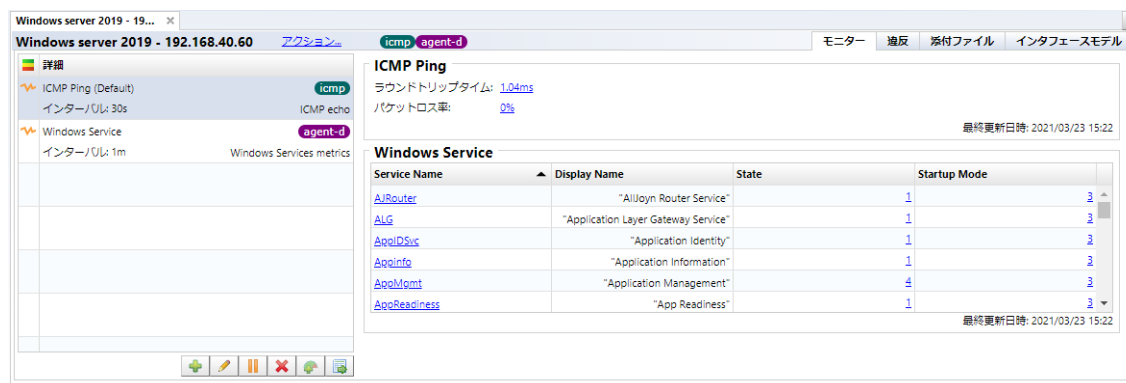 Windows server 2019 - 19...
Windows server 2019 - 192.168.40.60 アクション... icmp agent-d モニター 違反 添付ファイル インタフェースモデル
詳細
ICMP Ping (Default) icmp
インターバル: 30s ICMP echo
Windows Service agent-d
インターバル: 1m Windows Services metrics
ICMP Ping
ラウンドトリップタイム: 1.04ms
パケットロス率: 0%
最終更新日時: 2021/03/23 15:22
Windows Service
Service Name Display Name State Startup Mode
AJRouter "AllJoyn Router Service" 1 3
ALG "Application Layer Gateway Service" 1 3
AppIDSvc "Application Identity" 1 3
Appinfo "Application Information" 1 3
AppMgmt "Application Management" 4 3
AppReadiness "App Readiness" 1 3
最終更新日時: 2021/03/23 15:22